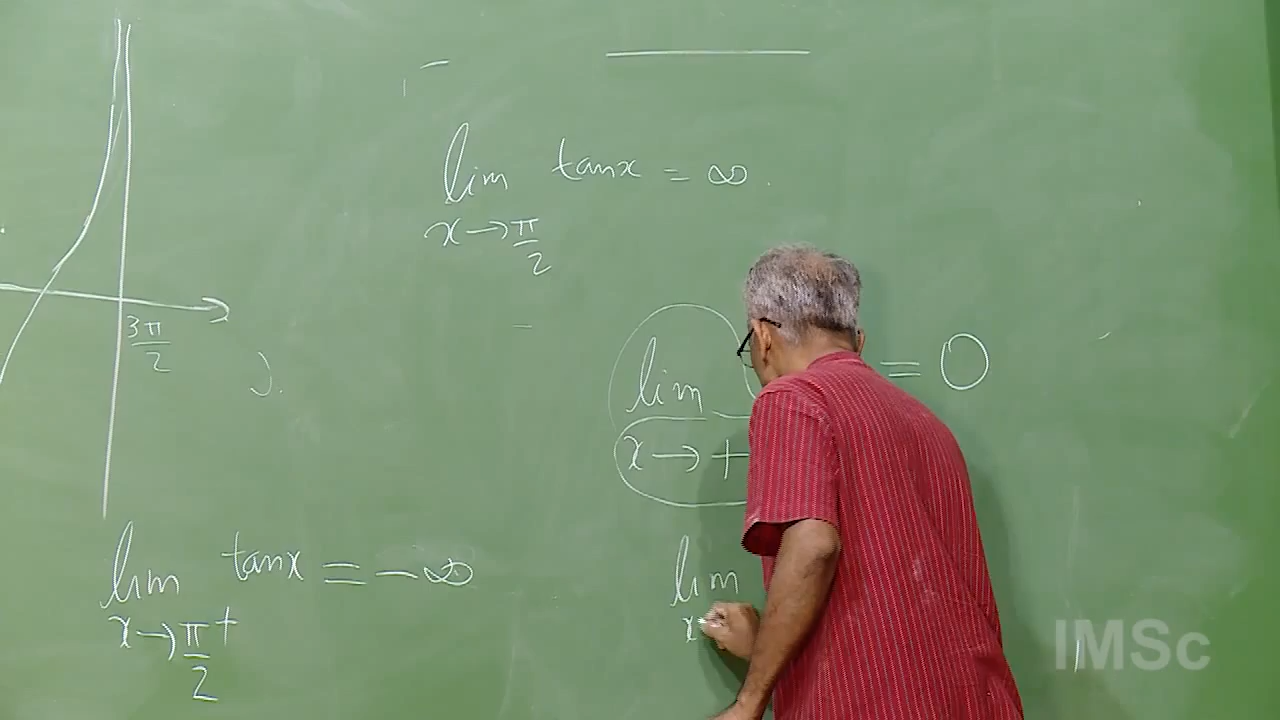 lim tanx = ∞
x→π/2
3π/2
lim = 0
x→+
lim tanx = -∞
x→π/2+
lim
x
IMSc